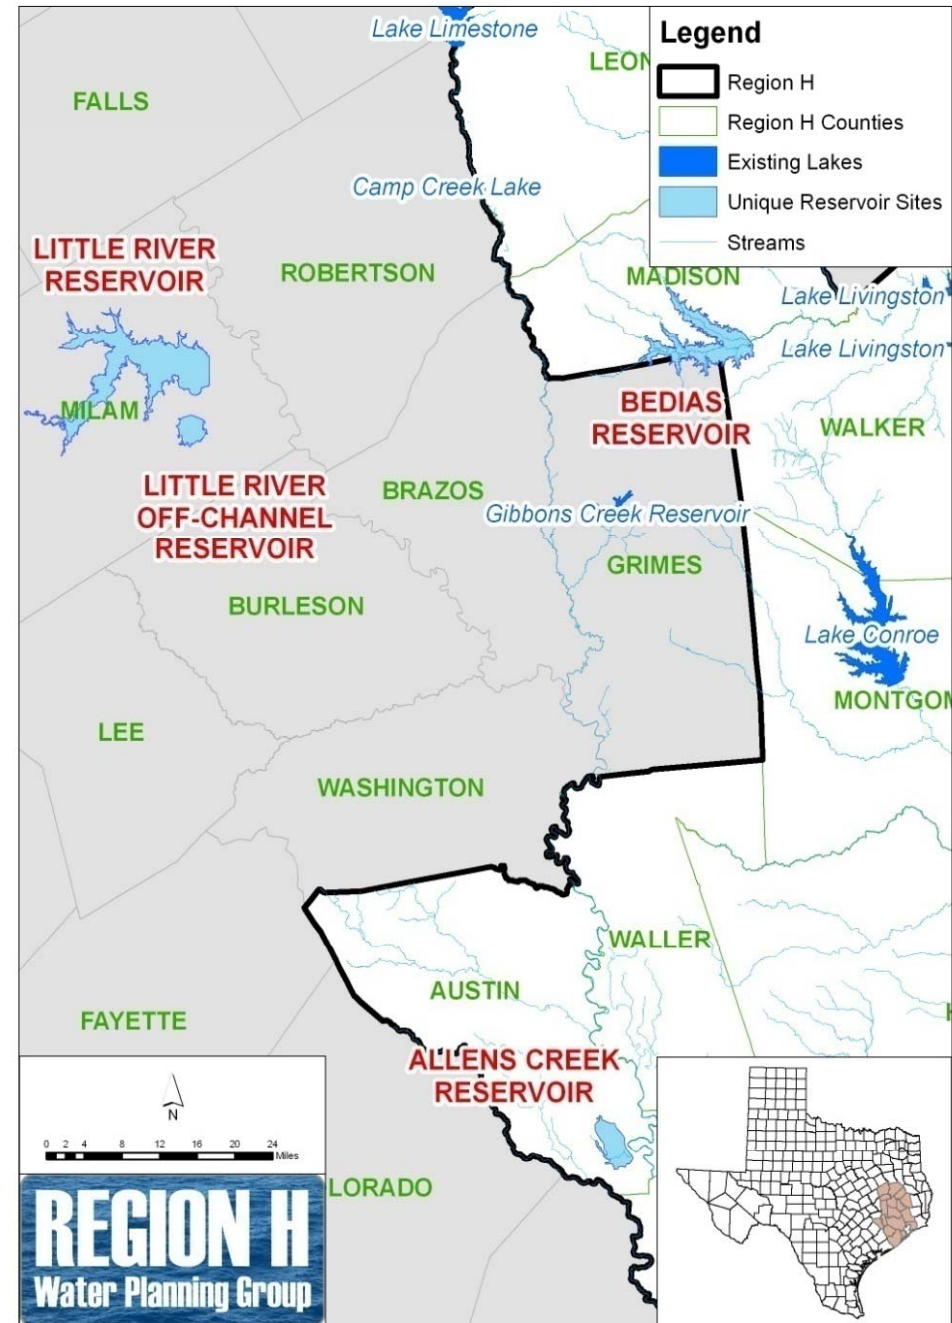 Lake Limestone
LEON
FALLS
Camp Creek Lake
LITTLE RIVER
RESERVOIR
ROBERTSON
MADISON
Lake Livingston
Lake Livingston
MILAM
BEDIAS
RESERVOIR
WALKER
LITTLE RIVER
OFF-CHANNEL
RESERVOIR
BRAZOS
Gibbons Creek Reservoir
GRIMES
BURLESON
Lake Conroe
MONTGOM
LEE
WASHINGTON
WALLER
AUSTIN
FAYETTE
H
ALLENS CREEK
RESERVOIR
LORADO
Legend
Region H
Region H Counties
Existing Lakes
Unique Reservoir Sites
Streams
N
0 2 4 8 12 16 20 24
Miles
REGION H
Water Planning Group